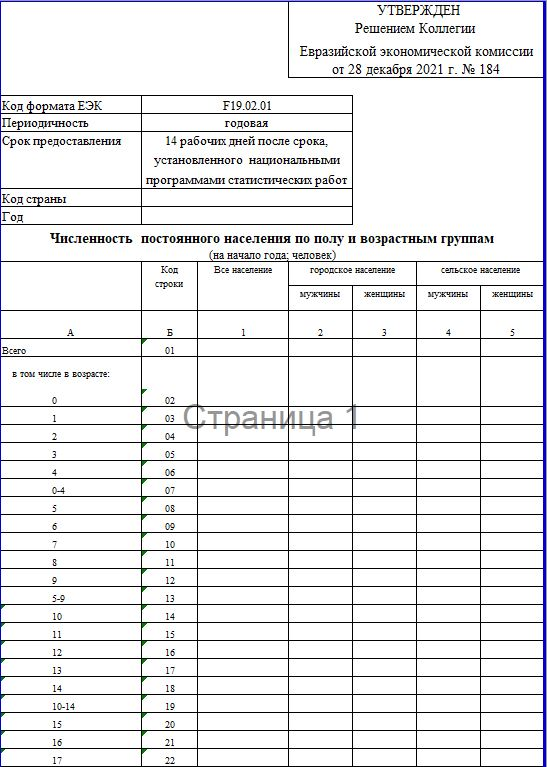 УТВЕРЖДЕН
Решением Коллегии
Евразийской экономической комиссии
от 28 декабря 2021 г. № 184
Код формата ЕЭК F19.02.01
Периодичность годовая
Срок предоставления 14 рабочих дней после срока,
установленного национальными
программами статистических работ
Код страны
Год
Численность постоянного населения по полу и возрастным группам
(на начало года; человек)
Код строки Все население городское население сельское население
мужчины женщины мужчины женщины
А Б 1 2 3 4 5
Всего 01
в том числе в возрасте:
0 02
1 03
Страница 1
2 04
3 05
4 06
0-4 07
5 08
6 09
7 10
8 11
9 12
5-9 13
10 14
11 15
12 16
13 17
14 18
10-14 19
15 20
16 21
17 22